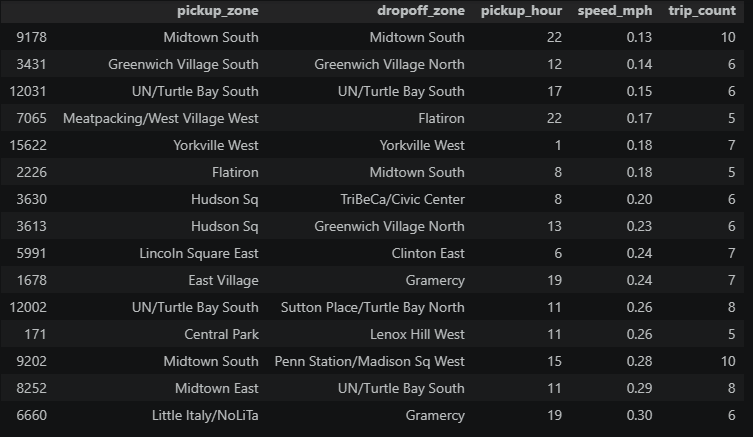 pickup_zone dropoff_zone pickup_hour speed_mph trip_count
9178 Midtown South Midtown South 22 0.13 10
3431 Greenwich Village South Greenwich Village North 12 0.14 6
12031 UN/Turtle Bay South UN/Turtle Bay South 17 0.15 6
7065 Meatpacking/West Village West Flatiron 22 0.17 5
15622 Yorkville West Yorkville West 1 0.18 7
2226 Flatiron Midtown South 8 0.18 5
3630 Hudson Sq TriBeCa/Civic Center 8 0.20 6
3613 Hudson Sq Greenwich Village North 13 0.23 6
5991 Lincoln Square East Clinton East 6 0.24 7
1678 East Village Gramercy 19 0.24 7
12002 UN/Turtle Bay South Sutton Place/Turtle Bay North 11 0.26 8
171 Central Park Lenox Hill West 11 0.26 5
9202 Midtown South Penn Station/Madison Sq West 15 0.28 10
8252 Midtown East UN/Turtle Bay South 11 0.29 8
6660 Little Italy/NoLiTa Gramercy 19 0.30 6